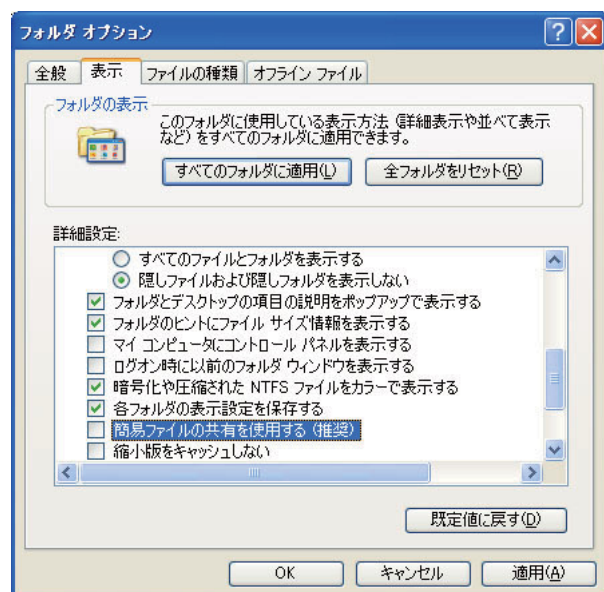 フォルダ オプション
全般 表示 ファイルの種類 オフライン ファイル
フォルダの表示
このフォルダに使用している表示方法 (詳細表示や並べて表示
など) をすべてのフォルダに適用できます。
すべてのフォルダに適用(L) 全フォルダをリセット(R)
詳細設定:
すべてのファイルとフォルダを表示する
隠しファイルおよび隠しフォルダを表示しない
フォルダとデスクトップの項目の説明をポップアップで表示する
フォルダのヒントにファイル サイズ情報を表示する
マイ コンピュータにコントロール パネルを表示する
ログオン時に以前のフォルダ ウィンドウを表示する
暗号化や圧縮された NTFS ファイルをカラーで表示する
各フォルダの表示設定を保存する
簡易ファイルの共有を使用する (推奨)
縮小版をキャッシュしない
既定値に戻す(D)
OK キャンセル 適用(A)